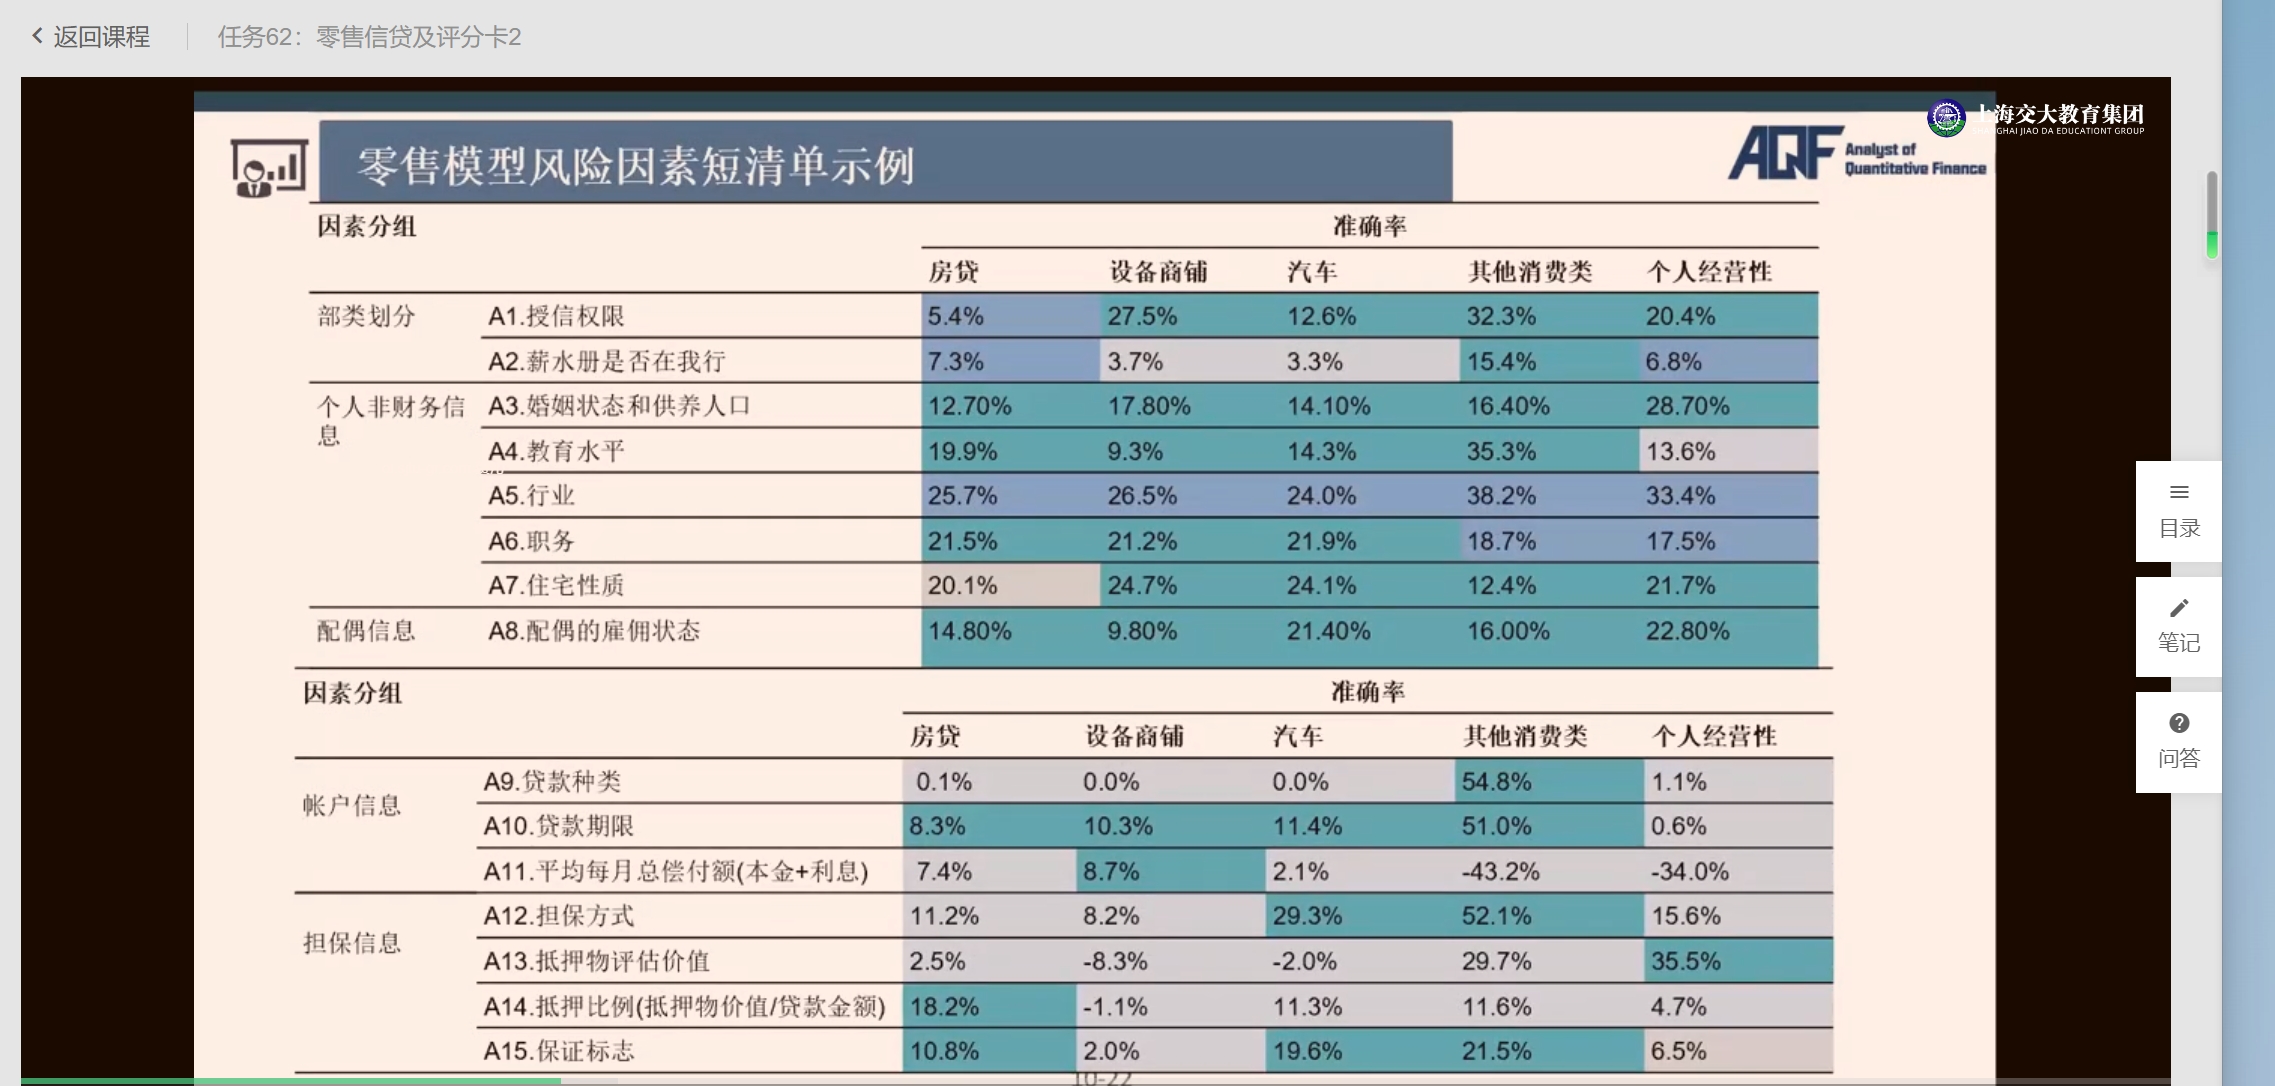 返回课程
任务62：零售信贷及评分卡2
上海交大教育集团
SHANGHAI JIAO DA EDUCATIONT GROUP
零售模型风险因素短清单示例
AQF Analyst of
Quantitative Finance
因素分组 准确率
房贷 设备商铺 汽车 其他消费类 个人经营性
部类划分 A1.授信权限 5.4% 27.5% 12.6% 32.3% 20.4%
A2.薪水册是否在我行 7.3% 3.7% 3.3% 15.4% 6.8%
个人非财务信
息
A3.婚姻状态和供养人口 12.70% 17.80% 14.10% 16.40% 28.70%
A4.教育水平 19.9% 9.3% 14.3% 35.3% 13.6%
A5.行业 25.7% 26.5% 24.0% 38.2% 33.4%
A6.职务 21.5% 21.2% 21.9% 18.7% 17.5%
A7.住宅性质 20.1% 24.7% 24.1% 12.4% 21.7%
配偶信息 A8.配偶的雇佣状态 14.80% 9.80% 21.40% 16.00% 22.80%
因素分组 准确率
房贷 设备商铺 汽车 其他消费类 个人经营性
帐户信息
A9.贷款种类 0.1% 0.0% 0.0% 54.8% 1.1%
A10.贷款期限 8.3% 10.3% 11.4% 51.0% 0.6%
A11.平均每月总偿付额(本金+利息) 7.4% 8.7% 2.1% -43.2% -34.0%
担保信息
A12.担保方式 11.2% 8.2% 29.3% 52.1% 15.6%
A13.抵押物评估价值 2.5% -8.3% -2.0% 29.7% 35.5%
A14.抵押比例(抵押物价值/贷款金额) 18.2% -1.1% 11.3% 11.6% 4.7%
A15.保证标志 10.8% 2.0% 19.6% 21.5% 6.5%
10-22
目录
笔记
问答